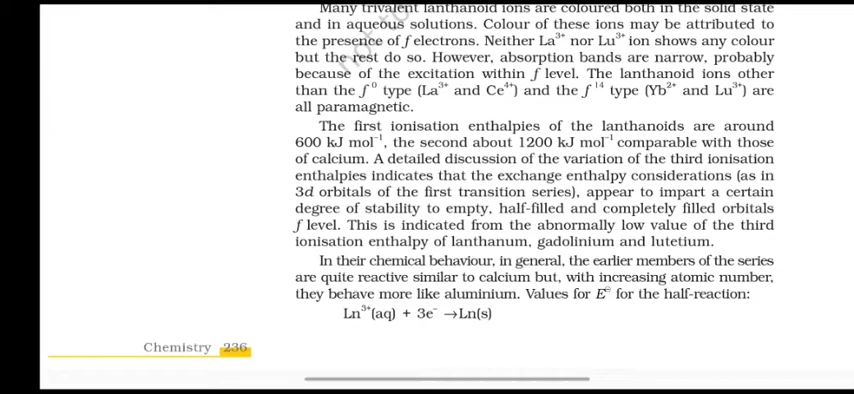 Many trivalent lanthanoid ions are coloured both in the solid state
and in aqueous solutions. Colour of these ions may be attributed to
the presence of f electrons. Neither La³⁺ nor Lu³⁺ ion shows any colour
but the rest do so. However, absorption bands are narrow, probably
because of the excitation within f level. The lanthanoid ions other
than the f⁰ type (La³⁺ and Ce⁴⁺) and the f¹⁴ type (Yb²⁺ and Lu³⁺) are
all paramagnetic.
The first ionisation enthalpies of the lanthanoids are around
600 kJ mol⁻¹, the second about 1200 kJ mol⁻¹ comparable with those
of calcium. A detailed discussion of the variation of the third ionisation
enthalpies indicates that the exchange enthalpy considerations (as in
3d orbitals of the first transition series), appear to impart a certain
degree of stability to empty, half-filled and completely filled orbitals
f level. This is indicated from the abnormally low value of the third
ionisation enthalpy of lanthanum, gadolinium and lutetium.
In their chemical behaviour, in general, the earlier members of the series
are quite reactive similar to calcium but, with increasing atomic number,
they behave more like aluminium. Values for E⊖ for the half-reaction:
Ln³⁺(aq) + 3e⁻ →Ln(s)
Chemistry 236
not to